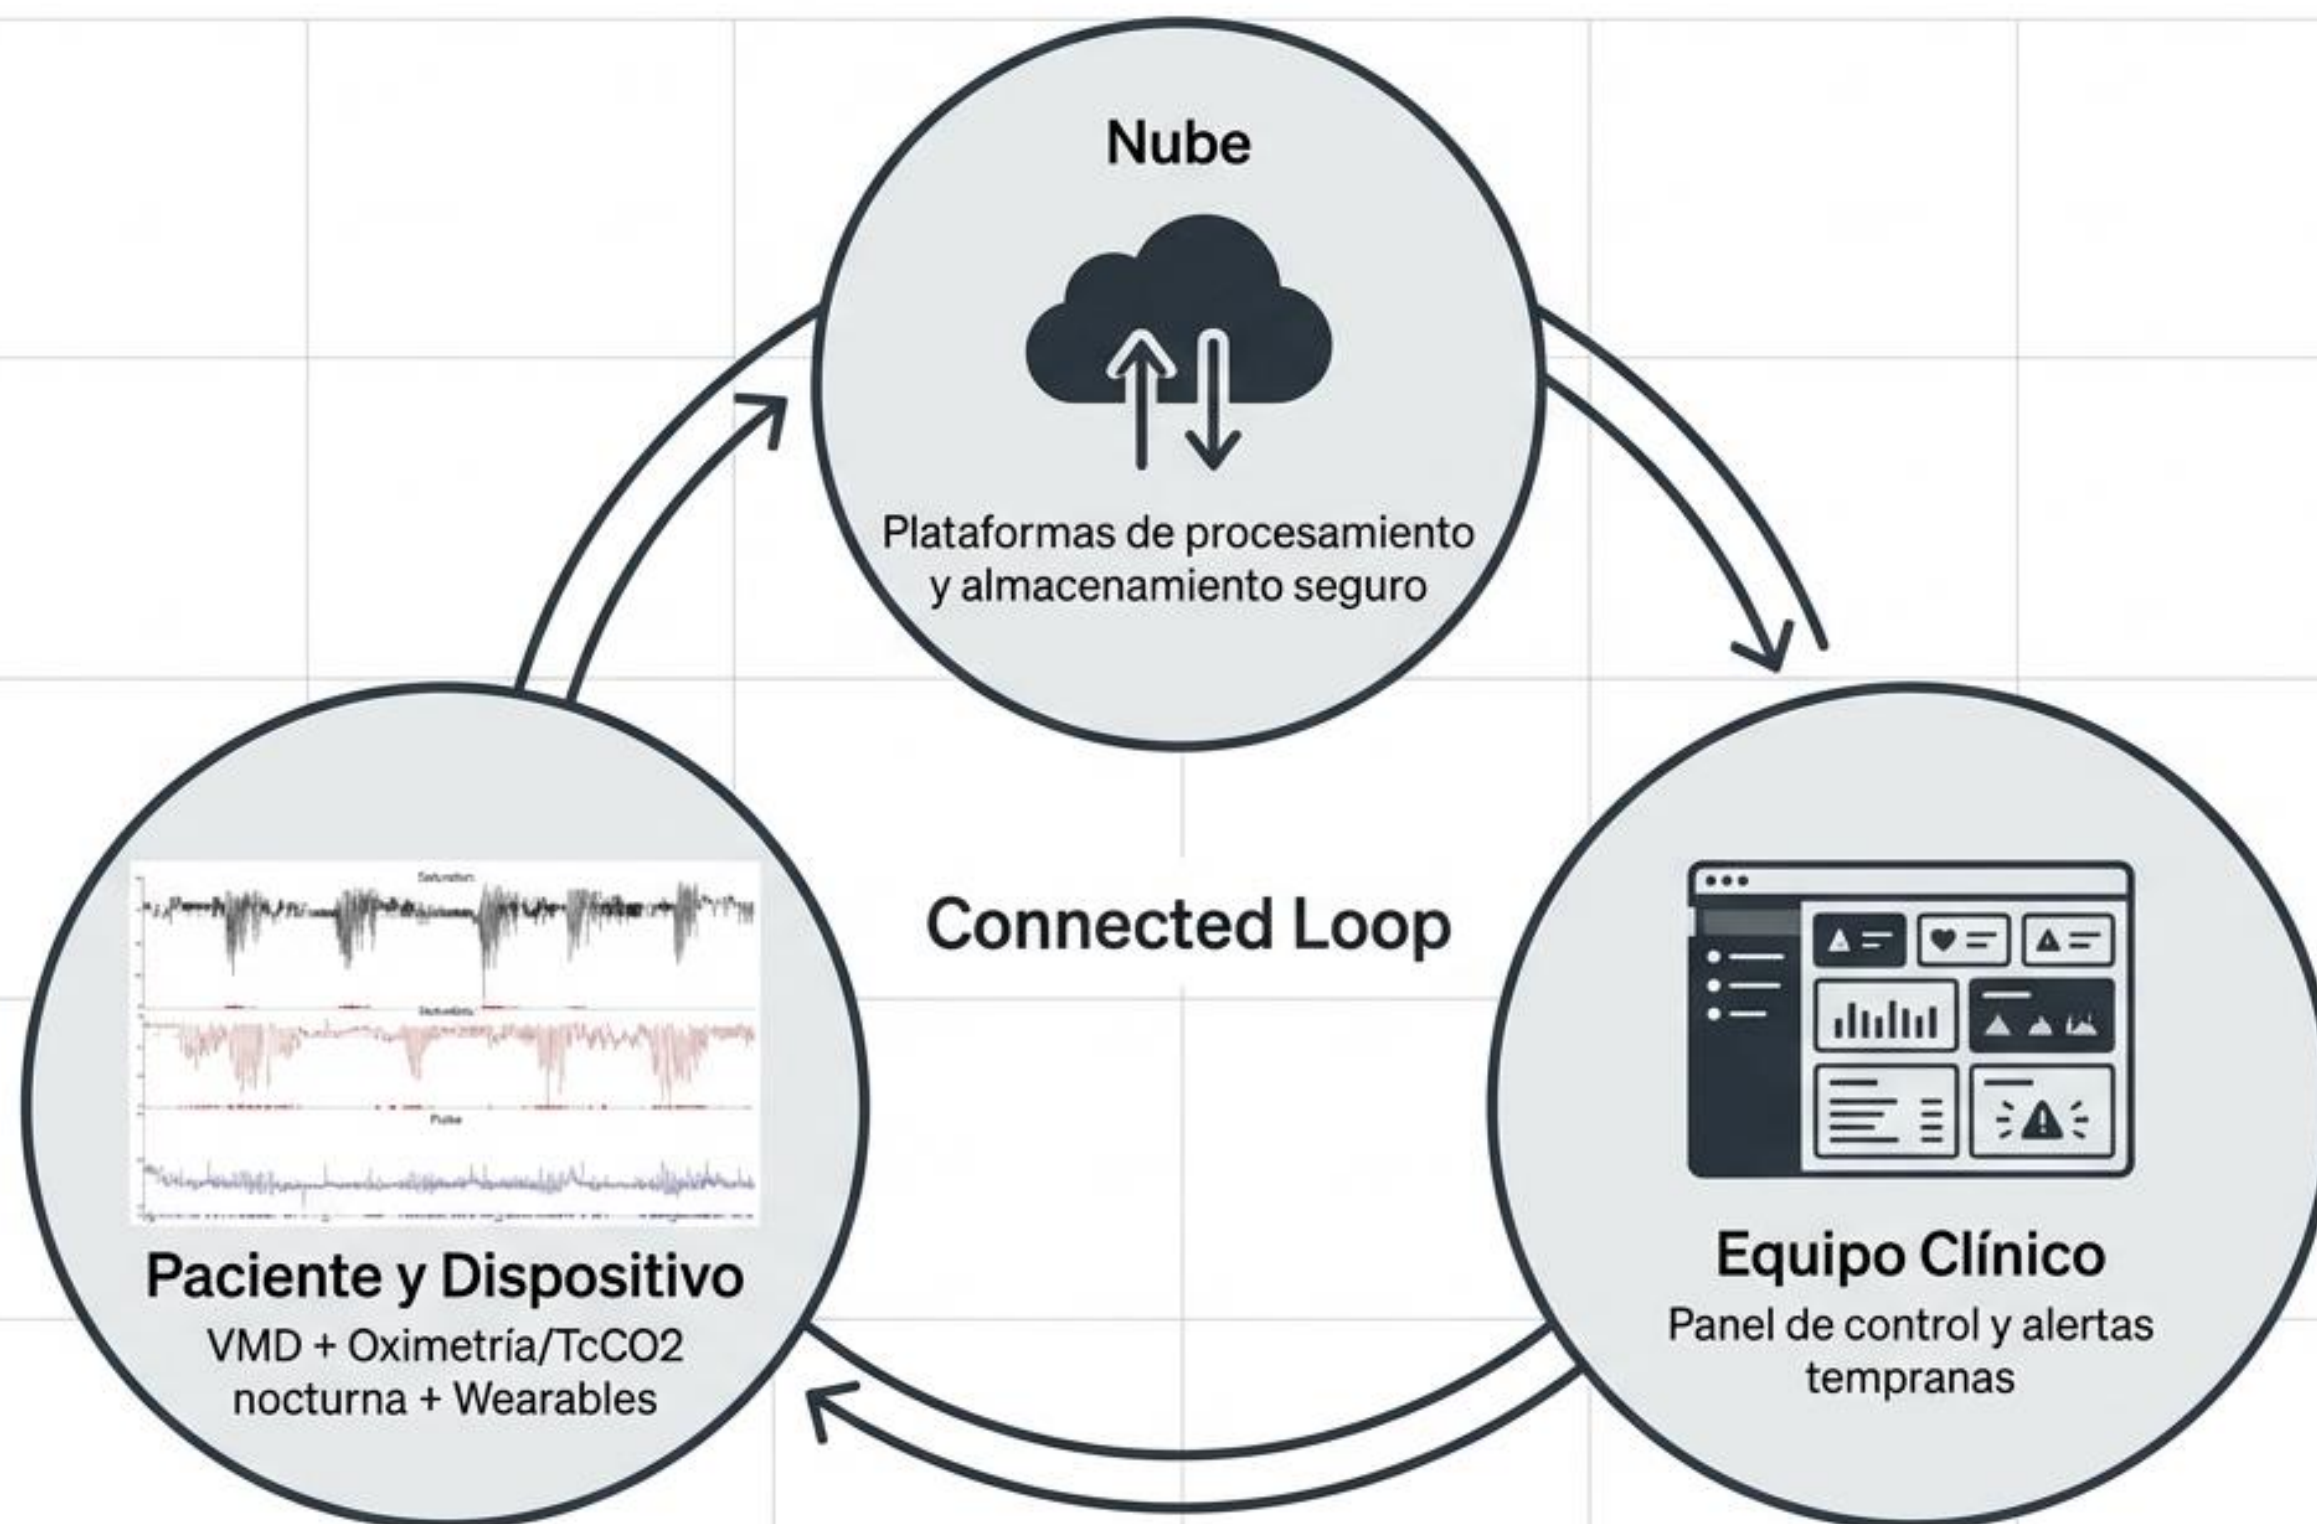 Nube
Plataformas de procesamiento
y almacenamiento seguro
Connected Loop
Pulse
Paciente y Dispositivo
VMD + Oximetría/TcCO2
nocturna + Wearables
Equipo Clínico
Panel de control y alertas
tempranas